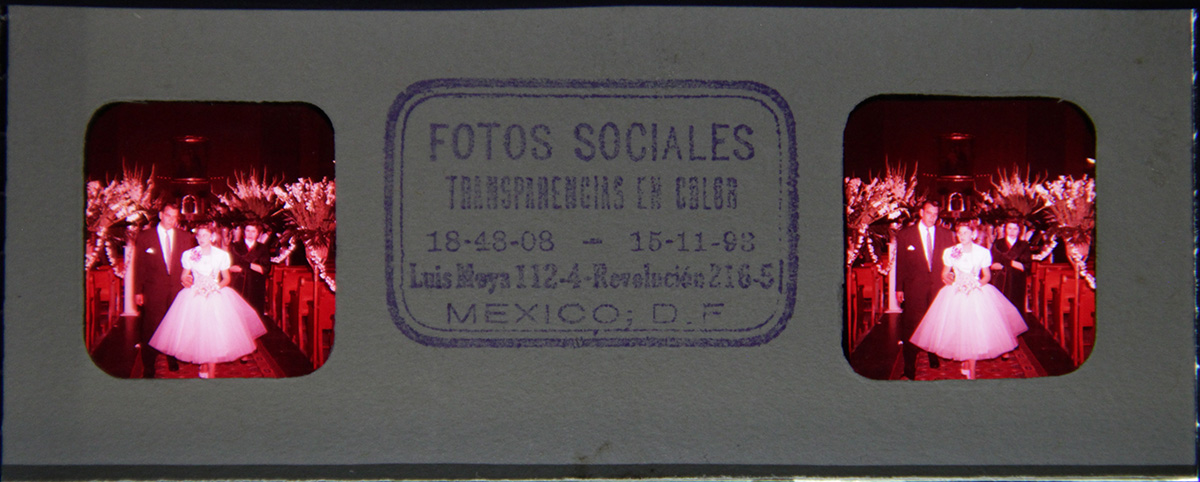 FOTOS SOCIALES
TRANSPARENCIAS EN COLOR
18-48-08 - 15-11-93
Luis Moya 112-4-Revolución 216-5
MEXICO; D.F